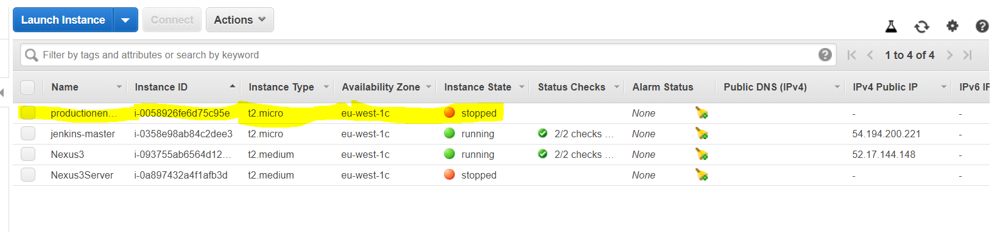 Launch Instance Connect Actions
Filter by tags and attributes or search by keyword 1 to 4 of 4
Name Instance ID Instance Type Availability Zone Instance State Status Checks Alarm Status Public DNS (IPv4) IPv4 Public IP IPv6 IP
productionen... i-0058926fe6d75c95e t2.micro eu-west-1c stopped None - -
jenkins-master i-0358e98ab84c2dee3 t2.micro eu-west-1c running 2/2 checks ... None 54.194.200.221 -
Nexus3 i-093755ab6564d12... t2.medium eu-west-1c running 2/2 checks ... None 52.17.144.148 -
Nexus3Server i-0a897432a4f1afb3d t2.medium eu-west-1c stopped None - -